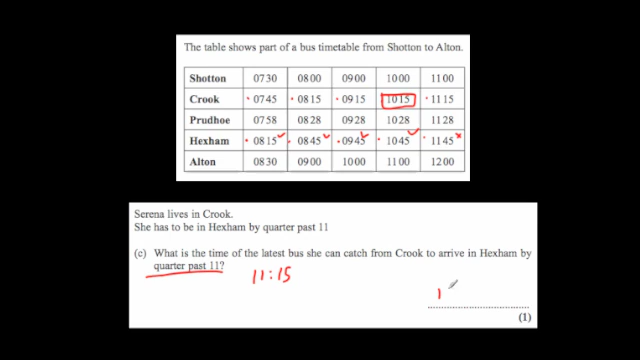 The table shows part of a bus timetable from Shotton to Alton.
Shotton 0730 0800 0900 1000 1100
Crook 0745 0815 0915 1015 1115
Prudhoe 0758 0828 0928 1028 1128
Hexham 0815 0845 0945 1045 1145
Alton 0830 0900 1000 1100 1200
Serena lives in Crook.
She has to be in Hexham by quarter past 11
(c) What is the time of the latest bus she can catch from Crook to arrive in Hexham by
quarter past 11?
11:15
1
(1)